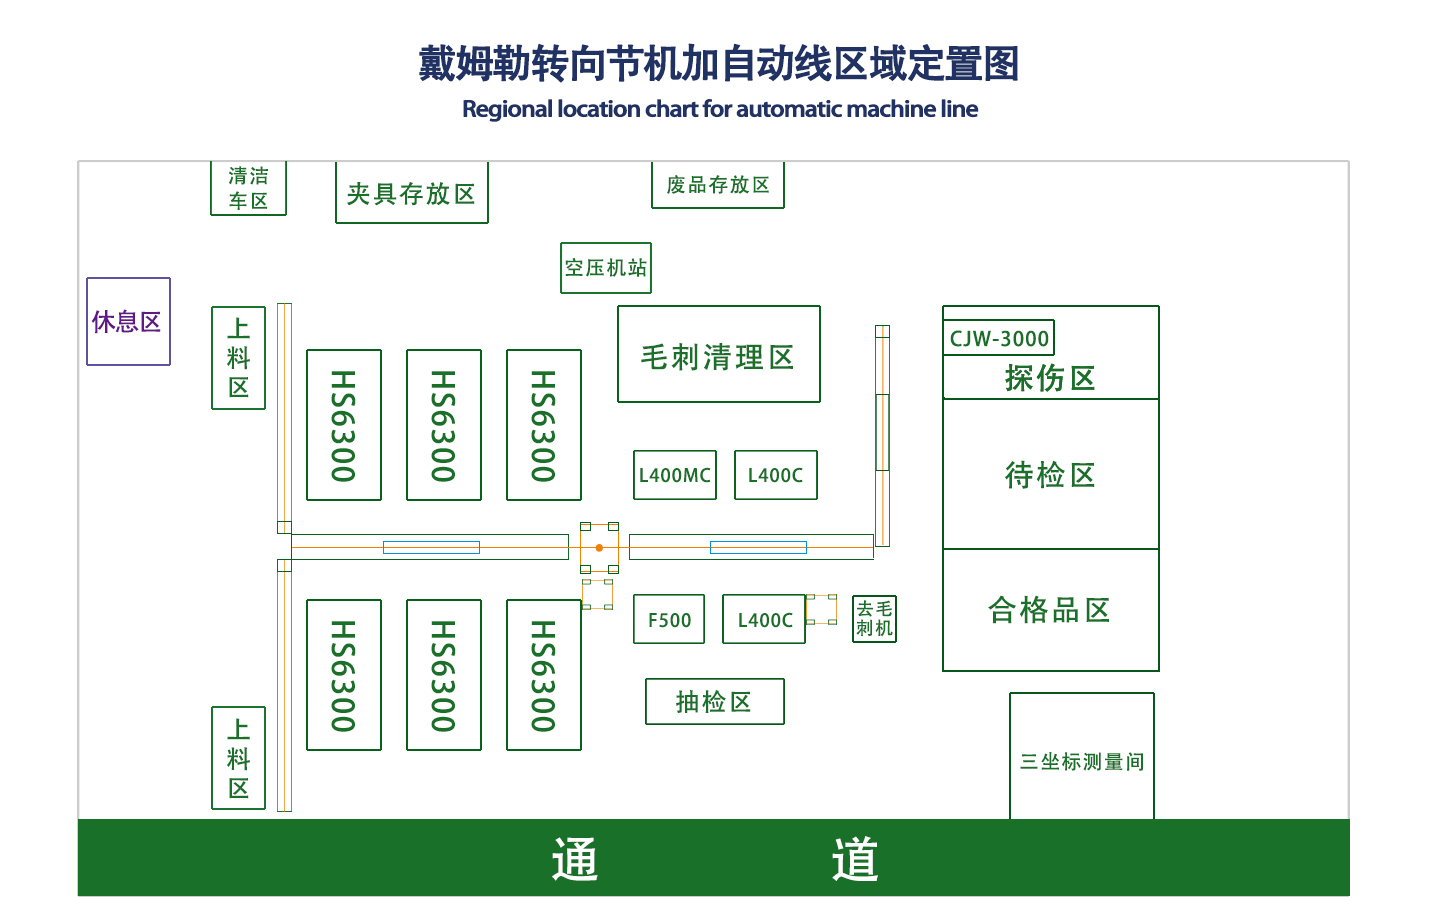 戴姆勒转向节机加自动线区域定置图
Regional location chart for automatic machine line
清洁
车区
夹具存放区
废品存放区
空压机站
休息区
上
料
区
HS6300
HS6300
HS6300
毛刺清理区
CJW-3000
探伤区
L400MC
L400C
待检区
HS6300
HS6300
HS6300
F500
L400C
去毛
刺机
合格品区
抽检区
上
料
区
三坐标测量间
通 道